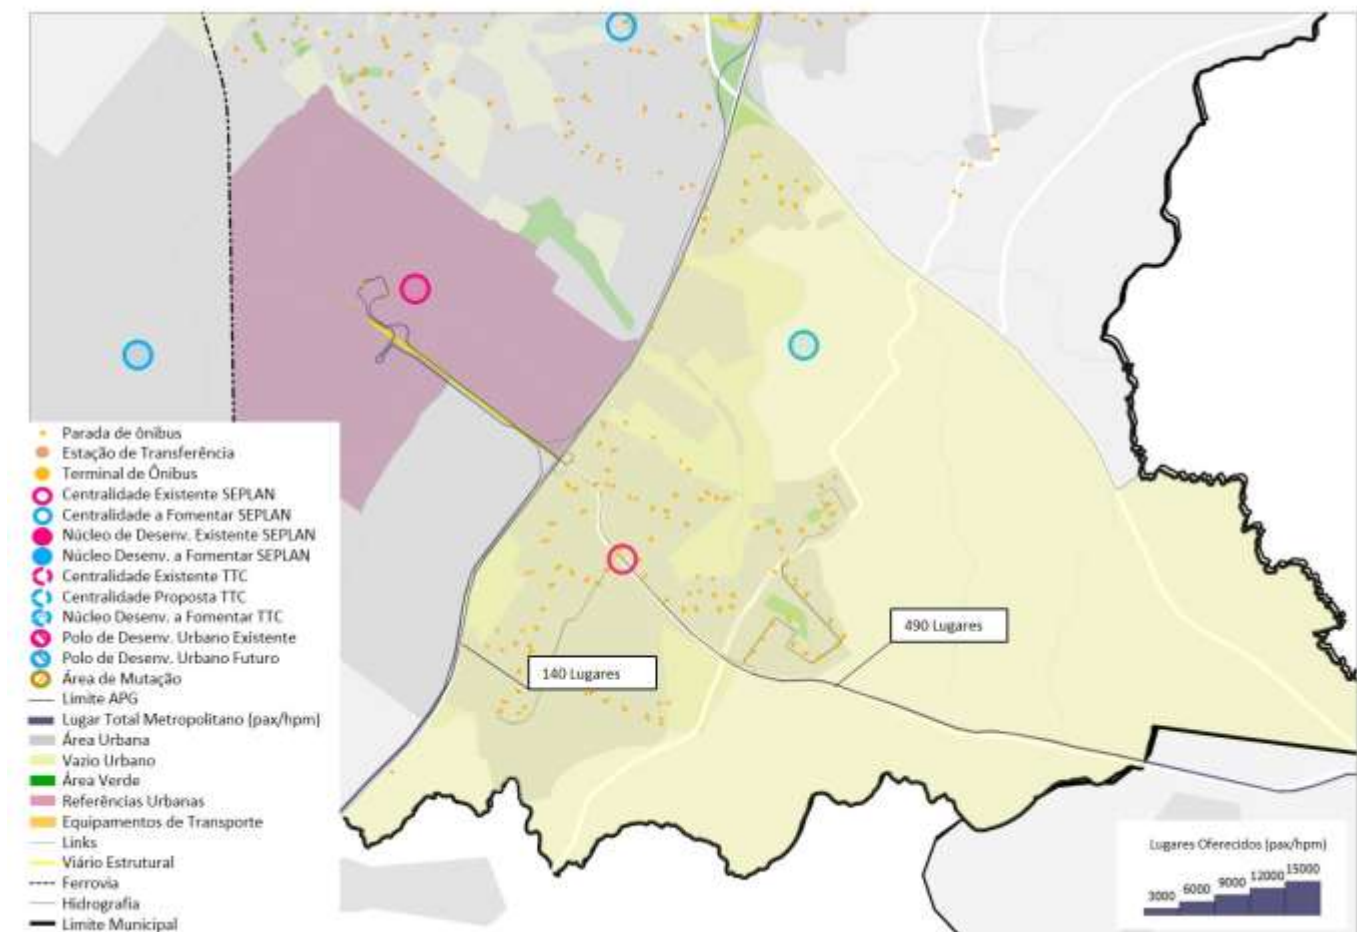 Parada de ônibus
Estação de Transferência
Terminal de Ônibus
Centralidade Existente SEPLAN
Centralidade a Fomentar SEPLAN
Núcleo de Desenv. Existente SEPLAN
Núcleo Desenv. a Fomentar SEPLAN
Centralidade Existente TTC
Centralidade Proposta TTC
Núcleo Desenv. a Fomentar TTC
Polo de Desenv. Urbano Existente
Polo de Desenv. Urbano Futuro
Área de Mutação
Limite APG
Lugar Total Metropolitano (pax/hpm)
Área Urbana
Vazio Urbano
Área Verde
Referências Urbanas
Equipamentos de Transporte
Links
Viário Estrutural
Ferrovia
Hidrografia
Limite Municipal
140 Lugares
490 Lugares
Lugares Oferecidos (pax/hpm)
3000 6000 9000 12000 15000